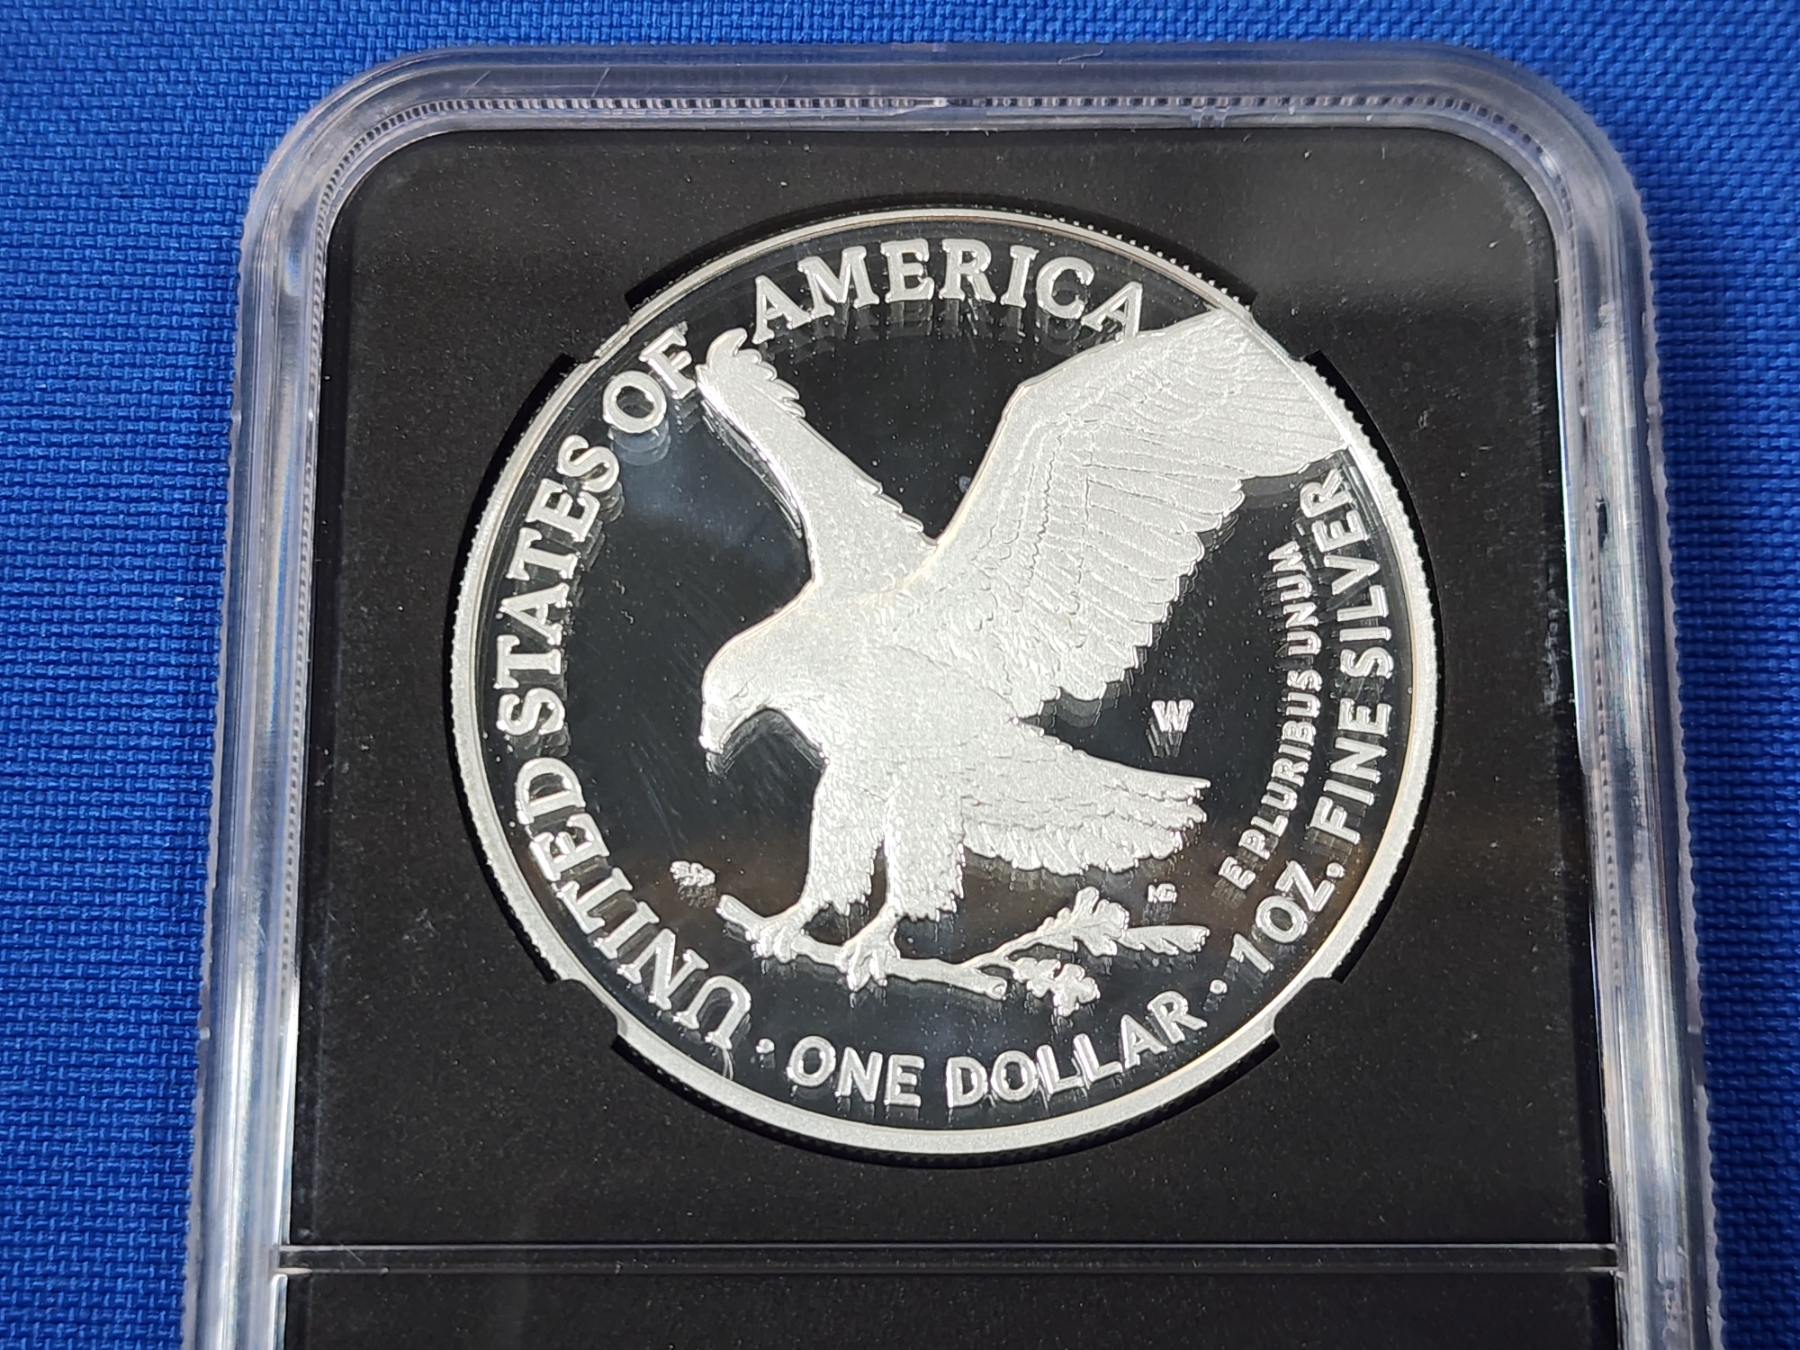 UNITED STATES OF AMERICA
W
E PLURIBUS UNUM
1 OZ. FINE SILVER
· ONE DOLLAR ·